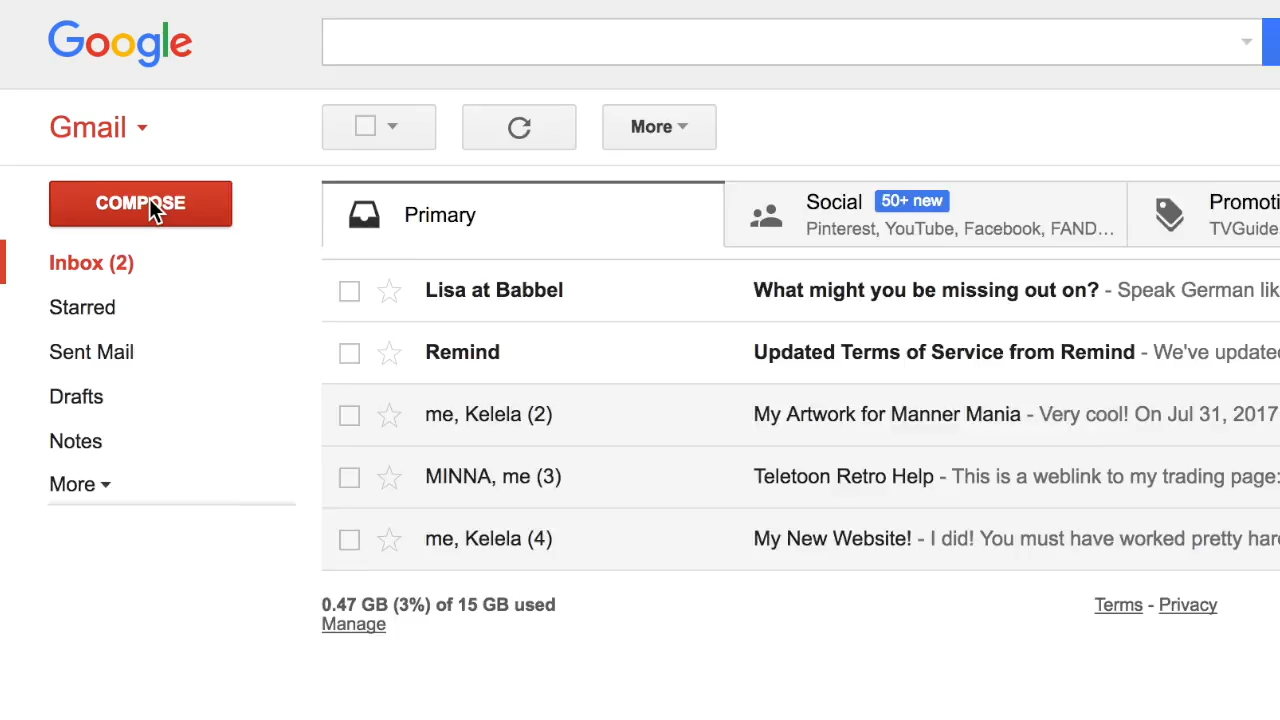 Google
Gmail
More
COMPOSE
Primary
Social 50+ new
Pinterest, YouTube, Facebook, FAND...
Promoti
TVGuide
Inbox (2)
Starred
Sent Mail
Drafts
Notes
More
Lisa at Babbel What might you be missing out on? - Speak German lik
Remind Updated Terms of Service from Remind - We've updated
me, Kelela (2) My Artwork for Manner Mania - Very cool! On Jul 31, 2017
MINNA, me (3) Teletoon Retro Help - This is a weblink to my trading page:
me, Kelela (4) My New Website! - I did! You must have worked pretty har
0.47 GB (3%) of 15 GB used
Manage
Terms - Privacy